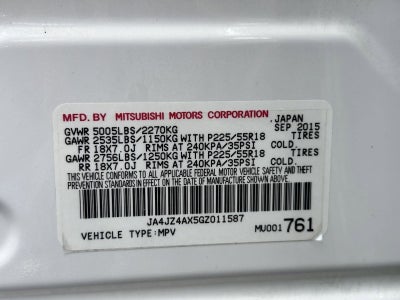 MFD. BY MITSUBISHI MOTORS CORPORATION. JAPAN
GVWR 5005LBS/2270KG SEP 2015
GAWR 2535LBS/1150KG WITH P225/55R18 TIRES
FR 18X7.0J RIMS AT 240KPA/35PSI COLD.
GAWR 2756LBS/1250KG WITH P225/55R18 TIRES
RR 18X7.0J RIMS AT 240KPA/35PSI COLD.
THIS VEHICLE CONFORMS TO ALL APPLICABLE FEDERAL MOTOR VEHICLE SAFETY AND THEFT
PREVENTION STANDARDS IN EFFECT ON THE DATE OF MANUFACTURE SHOWN ABOVE.
JA4JZ4AX5GZ011587
VEHICLE TYPE:MPV MU001761